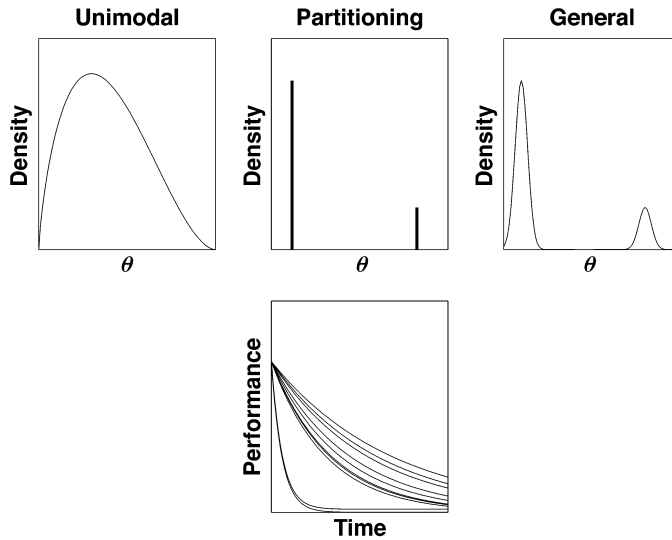 Unimodal
Partitioning
General
Density
Density
Density
θ
θ
θ
Performance
Time